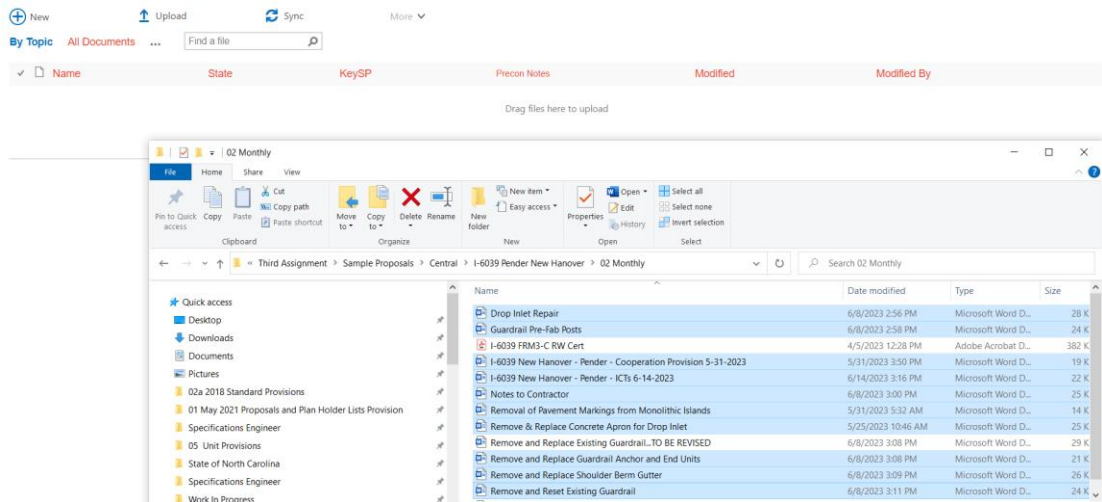 New Upload Sync More
By Topic All Documents ... Find a file
Name State KeySP Precon Notes Modified Modified By
Drag files here to upload
02 Monthly
File Home Share View
Pin to Quick access Copy Paste Cut Copy path Paste shortcut Move to Copy to Delete Rename New folder New item Easy access Properties Open Edit History Select all Select none Invert selection
Clipboard Organize New Open Select
« Third Assignment > Sample Proposals > Central > I-6039 Pender New Hanover > 02 Monthly Search 02 Monthly
Name Date modified Type Size
Quick access
Desktop
Downloads
Documents
Pictures
02a 2018 Standard Provisions
01 May 2021 Proposals and Plan Holder Lists Provision
Specifications Engineer
05 Unit Provisions
State of North Carolina
Specifications Engineer
Work In Progress
Drop Inlet Repair 6/8/2023 2:56 PM Microsoft Word D... 28 K
Guardrail Pre-Fab Posts 6/8/2023 2:58 PM Microsoft Word D... 24 K
I-6039 FRM3-C RW Cert 4/5/2023 12:28 PM Adobe Acrobat D... 382 K
I-6039 New Hanover - Pender - Cooperation Provision 5-31-2023 5/31/2023 3:50 PM Microsoft Word D... 19 K
I-6039 New Hanover - Pender - ICTs 6-14-2023 6/14/2023 3:16 PM Microsoft Word D... 22 K
Notes to Contractor 6/8/2023 3:00 PM Microsoft Word D... 25 K
Removal of Pavement Markings from Monolithic Islands 5/31/2023 5:32 AM Microsoft Word D... 14 K
Remove & Replace Concrete Apron for Drop Inlet 5/25/2023 10:46 AM Microsoft Word D... 25 K
Remove and Replace Existing Guardrail...TO BE REVISED 6/8/2023 3:08 PM Microsoft Word D... 29 K
Remove and Replace Guardrail Anchor and End Units 6/8/2023 3:08 PM Microsoft Word D... 21 K
Remove and Replace Shoulder Berm Gutter 6/8/2023 3:09 PM Microsoft Word D... 26 K
Remove and Reset Existing Guardrail 6/8/2023 3:11 PM Microsoft Word D... 24 K